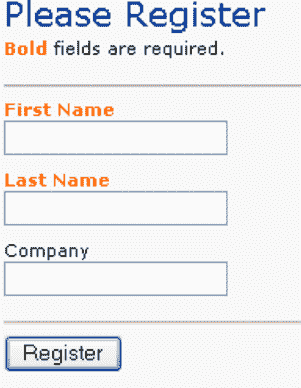 Please Register
Bold fields are required.
First Name
Last Name
Company
Register